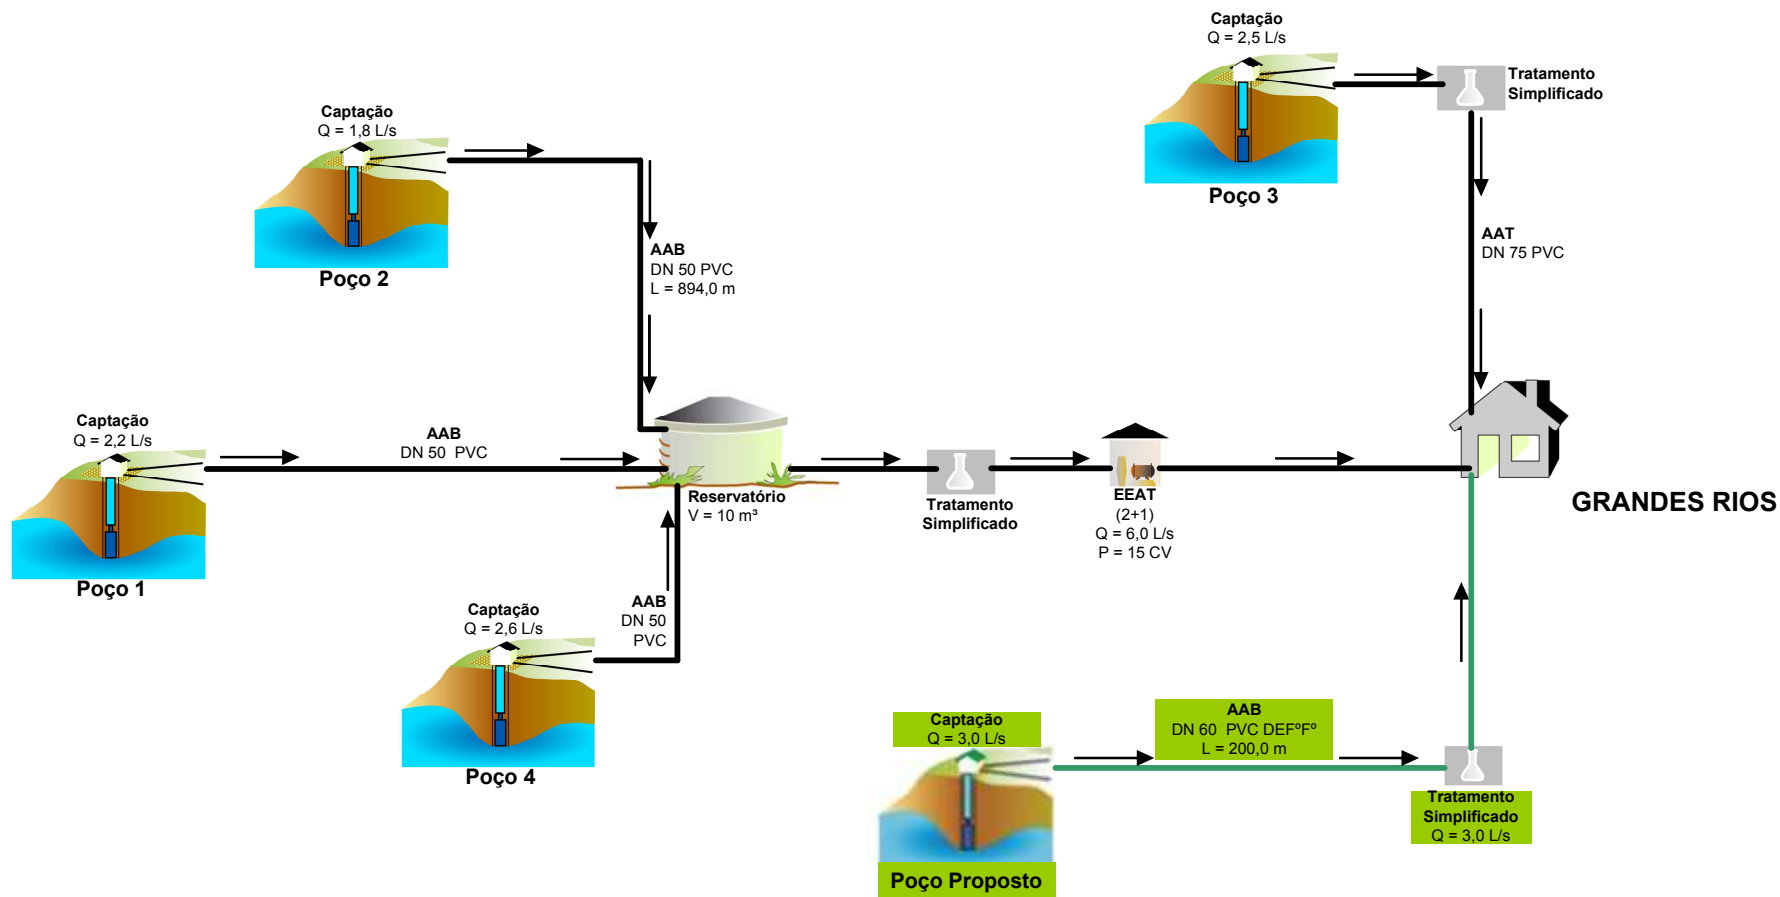 Captação
Q = 2,5 L/s
Tratamento
Simplificado
Poço 3
AAT
DN 75 PVC
Captação
Q = 1,8 L/s
Poço 2
AAB
DN 50 PVC
L = 894,0 m
Captação
Q = 2,2 L/s
Poço 1
AAB
DN 50 PVC
Reservatório
V = 10 m³
Tratamento
Simplificado
EEAT
(2+1)
Q = 6,0 L/s
P = 15 CV
GRANDES RIOS
Captação
Q = 2,6 L/s
Poço 4
AAB
DN 50
PVC
Captação
Q = 3,0 L/s
Poço Proposto
AAB
DN 60 PVC DEFºFº
L = 200,0 m
Tratamento
Simplificado
Q = 3,0 L/s